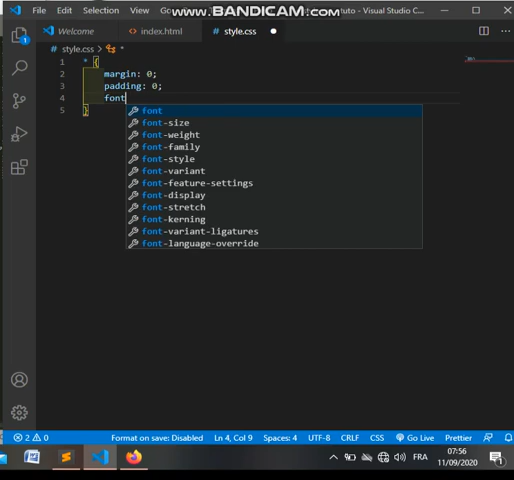 www.BANDICAM.com
File Edit Selection View Go tuto - Visual Studio C
Welcome index.html style.css
# style.css > *
1 * {
2 margin: 0;
3 padding: 0;
4 font
5 }
font
font-size
font-weight
font-family
font-style
font-variant
font-feature-settings
font-display
font-stretch
font-kerning
font-variant-ligatures
font-language-override
1
2 0 Format on save: Disabled Ln 4, Col 9 Spaces: 4 UTF-8 CRLF CSS Go Live Prettier
FRA 07:56
11/09/2020 1